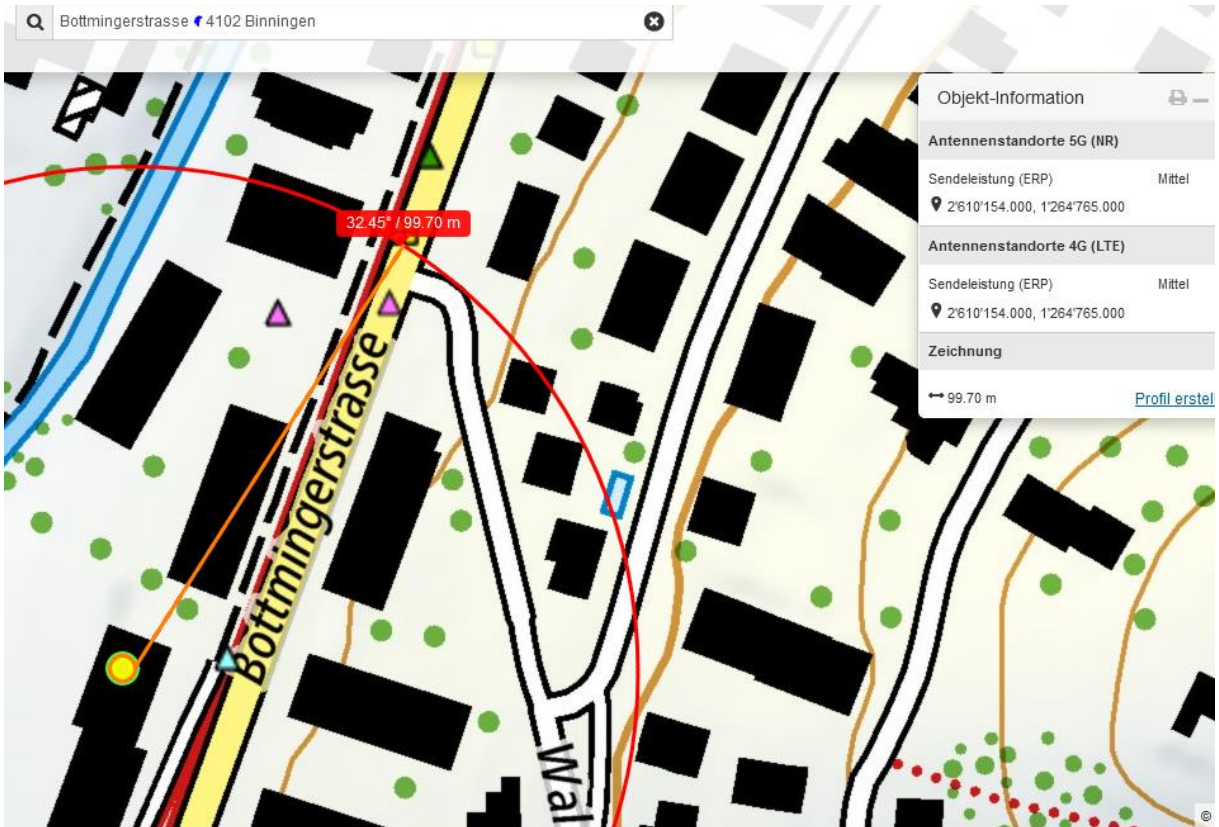 Bottmingerstrasse 4102 Binningen
Objekt-Information
Antennenstandorte 5G (NR)
Sendeleistung (ERP) Mittel
2'610'154.000, 1'264'765.000
Antennenstandorte 4G (LTE)
Sendeleistung (ERP) Mittel
2'610'154.000, 1'264'765.000
Zeichnung
99.70 m Profil erstell
32.45° / 99.70 m
Bottmingerstrasse
Wal
©